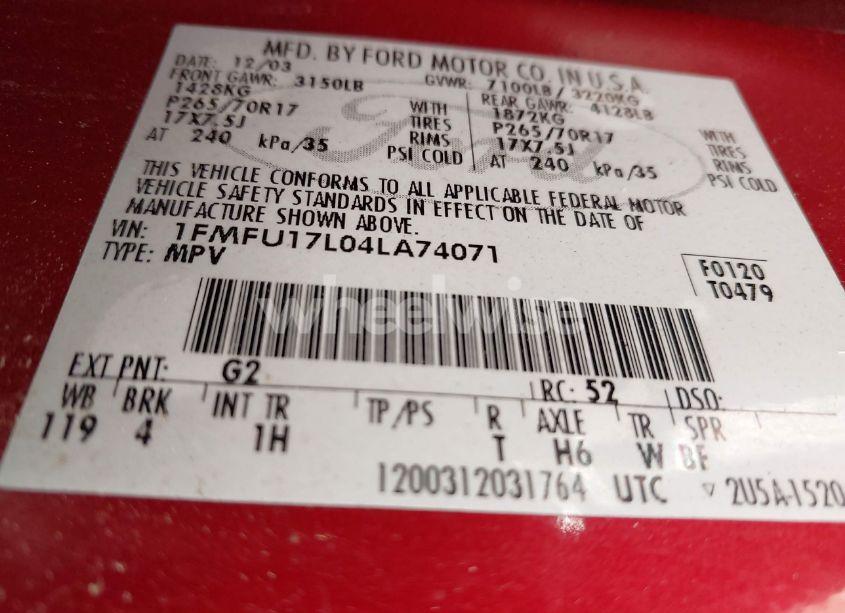 MFD. BY FORD MOTOR CO. IN U.S.A.
DATE: 12/03 GVWR: 7100LB/ 3220KG
FRONT GAWR: 3150LB REAR GAWR: 4128LB
1428KG WITH 1872KG WITH
P265/70R17 TIRES P265/70R17 TIRES
17X7.5J RIMS 17X7.5J RIMS
AT 240 kPa/35 PSI COLD AT 240 kPa/35 PSI COLD
THIS VEHICLE CONFORMS TO ALL APPLICABLE FEDERAL MOTOR
VEHICLE SAFETY STANDARDS IN EFFECT ON THE DATE OF
MANUFACTURE SHOWN ABOVE.
VIN: 1FMFU17L04LA74071
TYPE: MPV
F0120
T0479
wheelwise
EXT PNT: G2 RC: 52 DSO:
WB BRK INT TR TP/PS R AXLE TR SPR
119 4 1H T H6 W BF
1200312031764 UTC ▽ 2U5A-1520